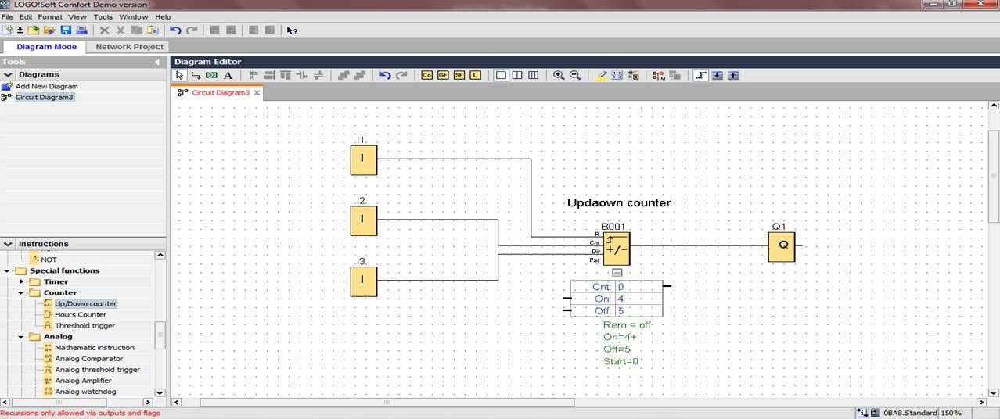 LOGO!Soft Comfort Demo version
File Edit Format View Tools Window Help
Diagram Mode Network Project
Tools
Diagram Editor
Diagrams
Add New Diagram
Circuit Diagram3
A Co GF SF L
Circuit Diagram3
I1
I
I2
I
I3
I
Updaown counter
B001
R
Cnt
Dir
Par
+/-
Q1
Q
Cnt: 0
On: 4
Off: 5
Rem = off
On=4+
Off=5
Start=0
Instructions
NOT
Special functions
Timer
Counter
Up/Down counter
Hours Counter
Threshold trigger
Analog
Mathematic instruction
Analog Comparator
Analog threshold trigger
Analog Amplifier
Analog watchdog
Recursions only allowed via outputs and flags
0BA8.Standard 150%